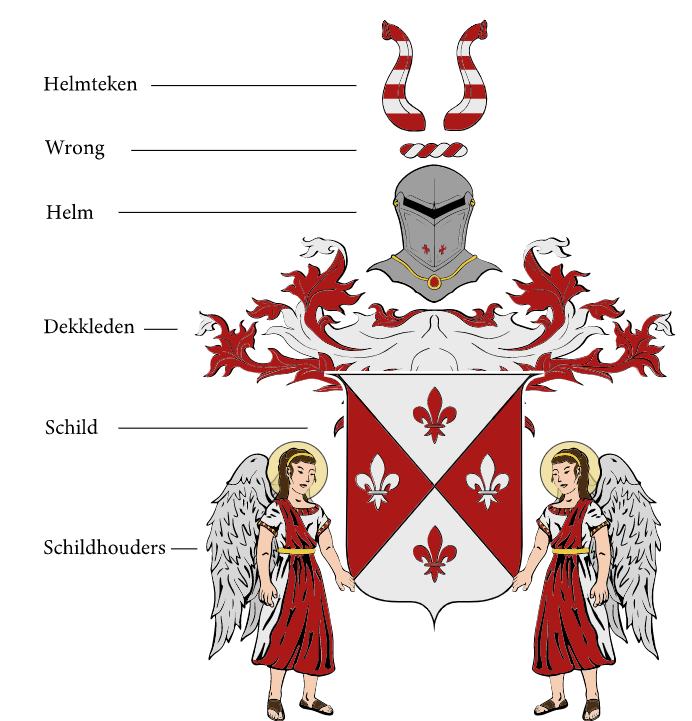 Helmteken
Wrong
Helm
Dekkleden
Schild
Schildhouders